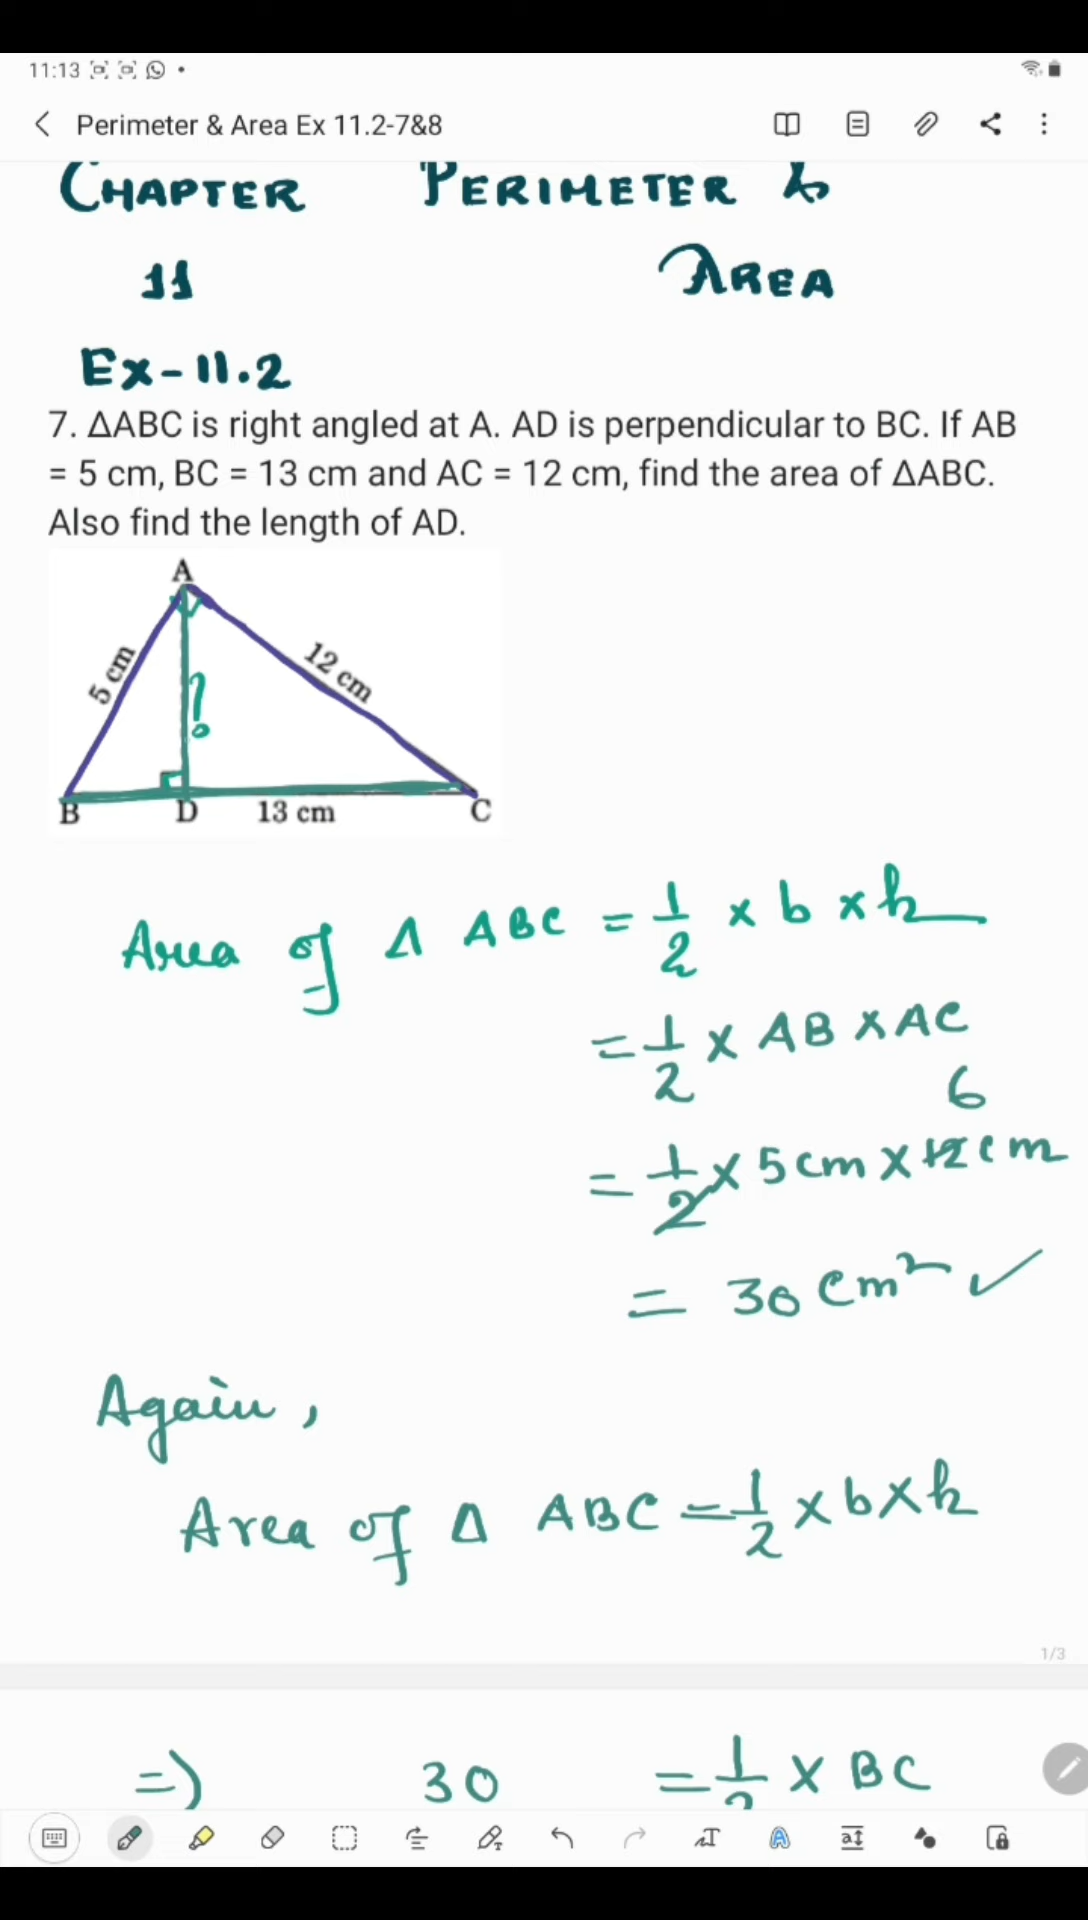 11:13
Perimeter & Area Ex 11.2-7&8
CHAPTER PERIMETER &
11 AREA
Ex-11.2
7. ΔABC is right angled at A. AD is perpendicular to BC. If AB
= 5 cm, BC = 13 cm and AC = 12 cm, find the area of ΔABC.
Also find the length of AD.
A
5 cm
12 cm
?
B D 13 cm C
Area of Δ ABC = 1/2 × b × h
= 1/2 × AB × AC
6
= 1/2 × 5 cm × 12 cm
= 30 cm² ✓
Again,
Area of Δ ABC = 1/2 × b × h
1/3
=) 30 = 1/2 × BC